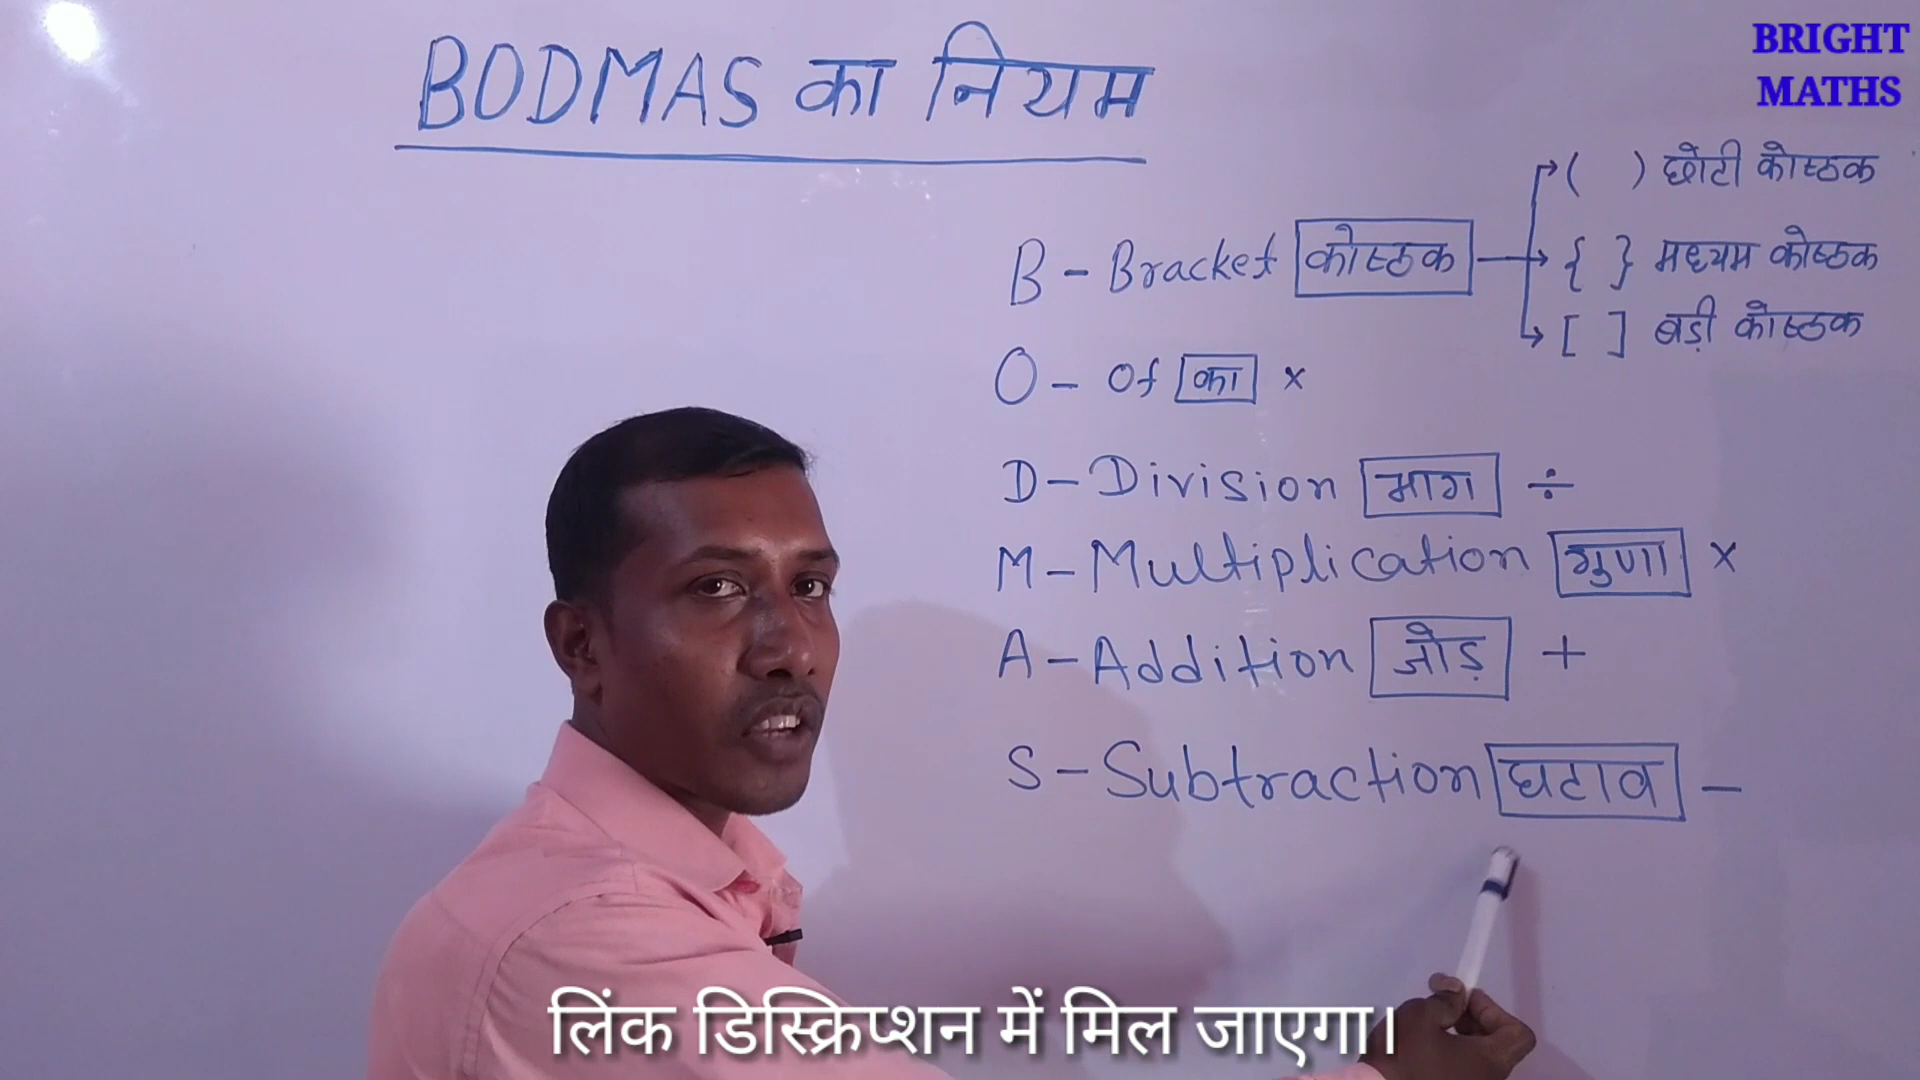 BODMAS का नियम
BRIGHT
MATHS
B - Bracket कोष्ठक
( ) छोटी कोष्ठक
{ } मध्यम कोष्ठक
[ ] बड़ी कोष्ठक
O - Of का ×
D - Division भाग ÷
M - Multiplication गुणा ×
A - Addition जोड़ +
S - Subtraction घटाव -
लिंक डिस्क्रिप्शन में मिल जाएगा।